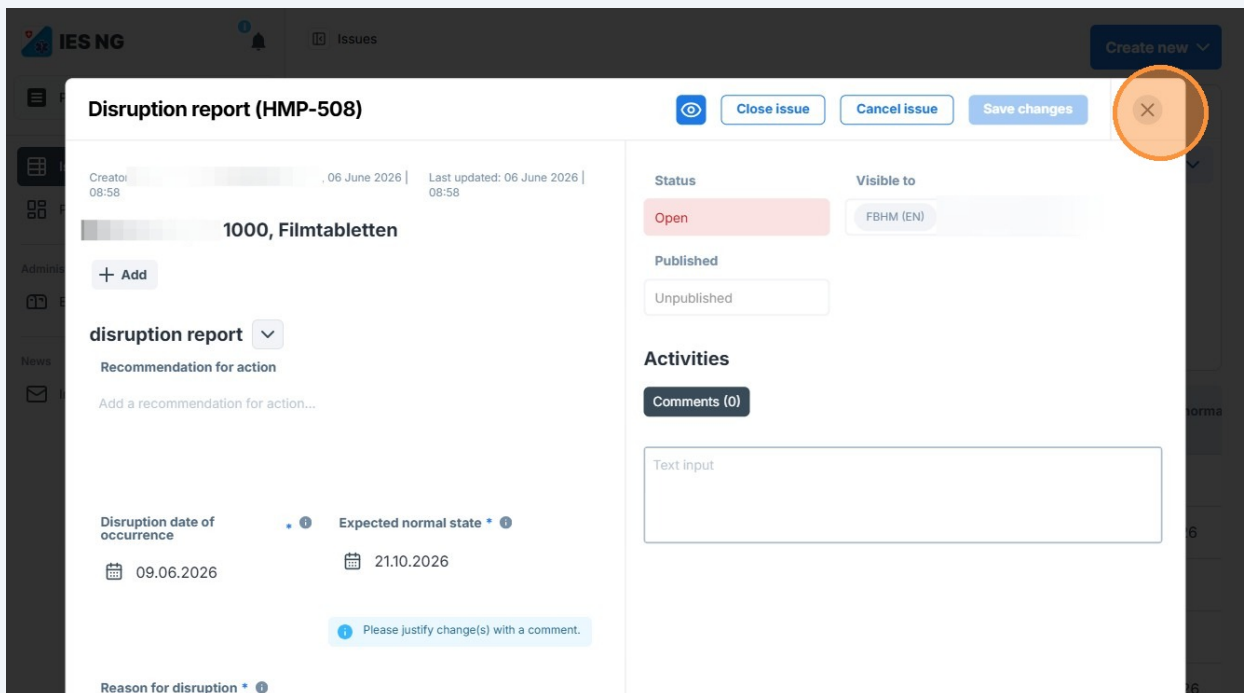 IES NG
Issues
Create new
Disruption report (HMP-508)
Close issue
Cancel issue
Save changes
, 06 June 2026 |
08:58
Last updated: 06 June 2026 |
08:58
1000, Filmtabletten
+ Add
disruption report
Recommendation for action
Add a recommendation for action...
Disruption date of
occurrence *
09.06.2026
Expected normal state *
21.10.2026
Please justify change(s) with a comment.
Reason for disruption *
Status
Open
Visible to
FBHM (EN)
Published
Unpublished
Activities
Comments (0)
Text input
News